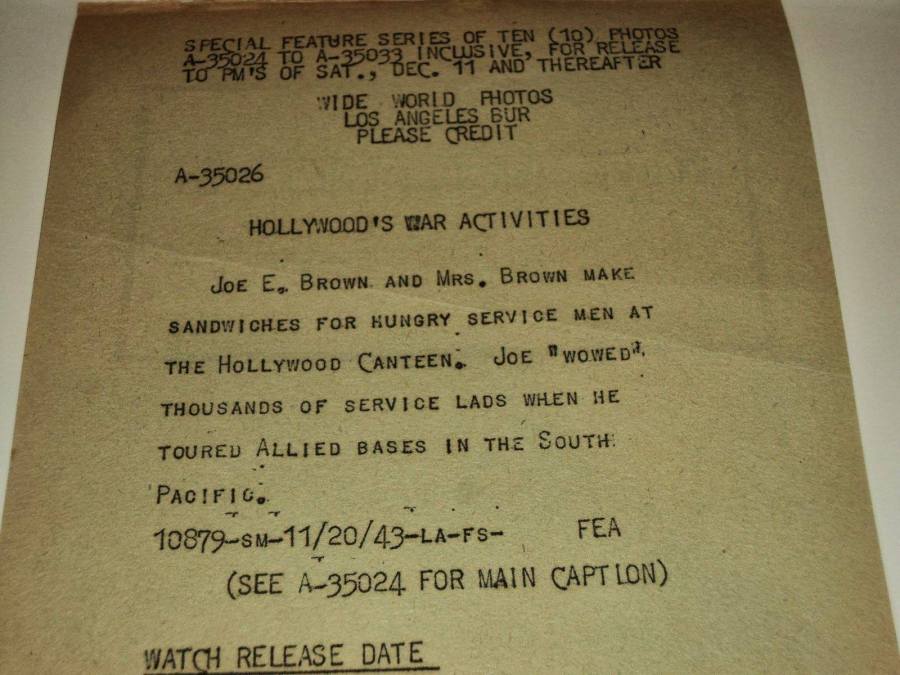 SPECIAL FEATURE SERIES OF TEN (10) PHOTOS
A-35024 TO A-35033 INCLUSIVE, FOR RELEASE
TO PM'S OF SAT., DEC. 11 AND THEREAFTER
WIDE WORLD PHOTOS
LOS ANGELES BUR
PLEASE CREDIT
A-35026
HOLLYWOOD'S WAR ACTIVITIES
JOE E. BROWN AND MRS. BROWN MAKE
SANDWICHES FOR HUNGRY SERVICE MEN AT
THE HOLLYWOOD CANTEEN. JOE "WOWED"
THOUSANDS OF SERVICE LADS WHEN HE
TOURED ALLIED BASES IN THE SOUTH
PACIFIC.
10879-SM-11/20/43-LA-FS- FEA
(SEE A-35024 FOR MAIN CAPTION)
WATCH RELEASE DATE